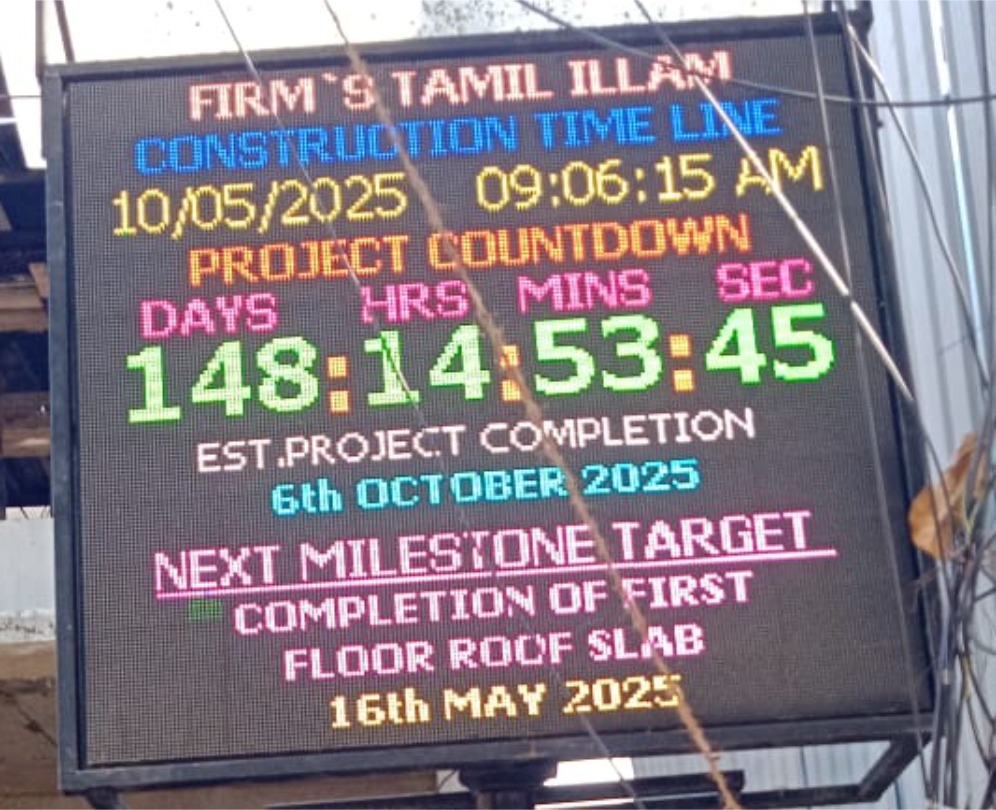 FIRM`S TAMIL ILLAM
CONSTRUCTION TIME LINE
10/05/2025 09:06:15 AM
PROJECT COUNTDOWN
DAYS HRS MINS SEC
148:14:53:45
EST.PROJECT COMPLETION
6th OCTOBER 2025
NEXT MILESTONE TARGET
COMPLETION OF FIRST
FLOOR ROOF SLAB
16th MAY 2025